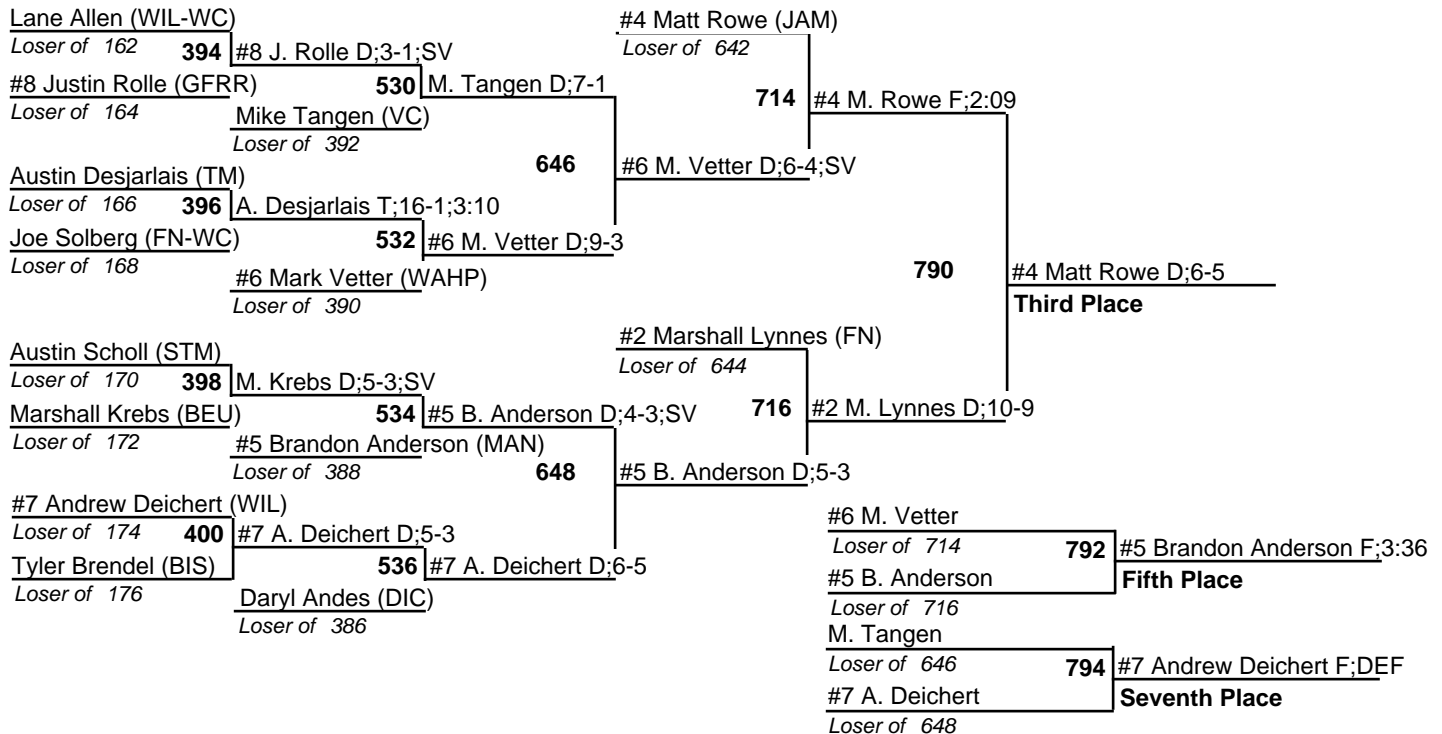 Lane Allen (WIL-WC)
Loser of 162
394
#8 J. Rolle D;3-1;SV
#8 Justin Rolle (GFRR)
Loser of 164
530
M. Tangen D;7-1
Mike Tangen (VC)
Loser of 392
646
#6 M. Vetter D;6-4;SV
Austin Desjarlais (TM)
Loser of 166
396
A. Desjarlais T;16-1;3:10
Joe Solberg (FN-WC)
Loser of 168
532
#6 M. Vetter D;9-3
#6 Mark Vetter (WAHP)
Loser of 390
#4 Matt Rowe (JAM)
Loser of 642
714
#4 M. Rowe F;2:09
790
#4 Matt Rowe D;6-5
Third Place
Austin Scholl (STM)
Loser of 170
398
M. Krebs D;5-3;SV
Marshall Krebs (BEU)
Loser of 172
534
#5 B. Anderson D;4-3;SV
#5 Brandon Anderson (MAN)
Loser of 388
648
#5 B. Anderson D;5-3
#7 Andrew Deichert (WIL)
Loser of 174
400
#7 A. Deichert D;5-3
Tyler Brendel (BIS)
Loser of 176
536
#7 A. Deichert D;6-5
Daryl Andes (DIC)
Loser of 386
#2 Marshall Lynnes (FN)
Loser of 644
716
#2 M. Lynnes D;10-9
#6 M. Vetter
Loser of 714
792
#5 Brandon Anderson F;3:36
#5 B. Anderson
Fifth Place
Loser of 716
M. Tangen
Loser of 646
794
#7 Andrew Deichert F;DEF
#7 A. Deichert
Seventh Place
Loser of 648